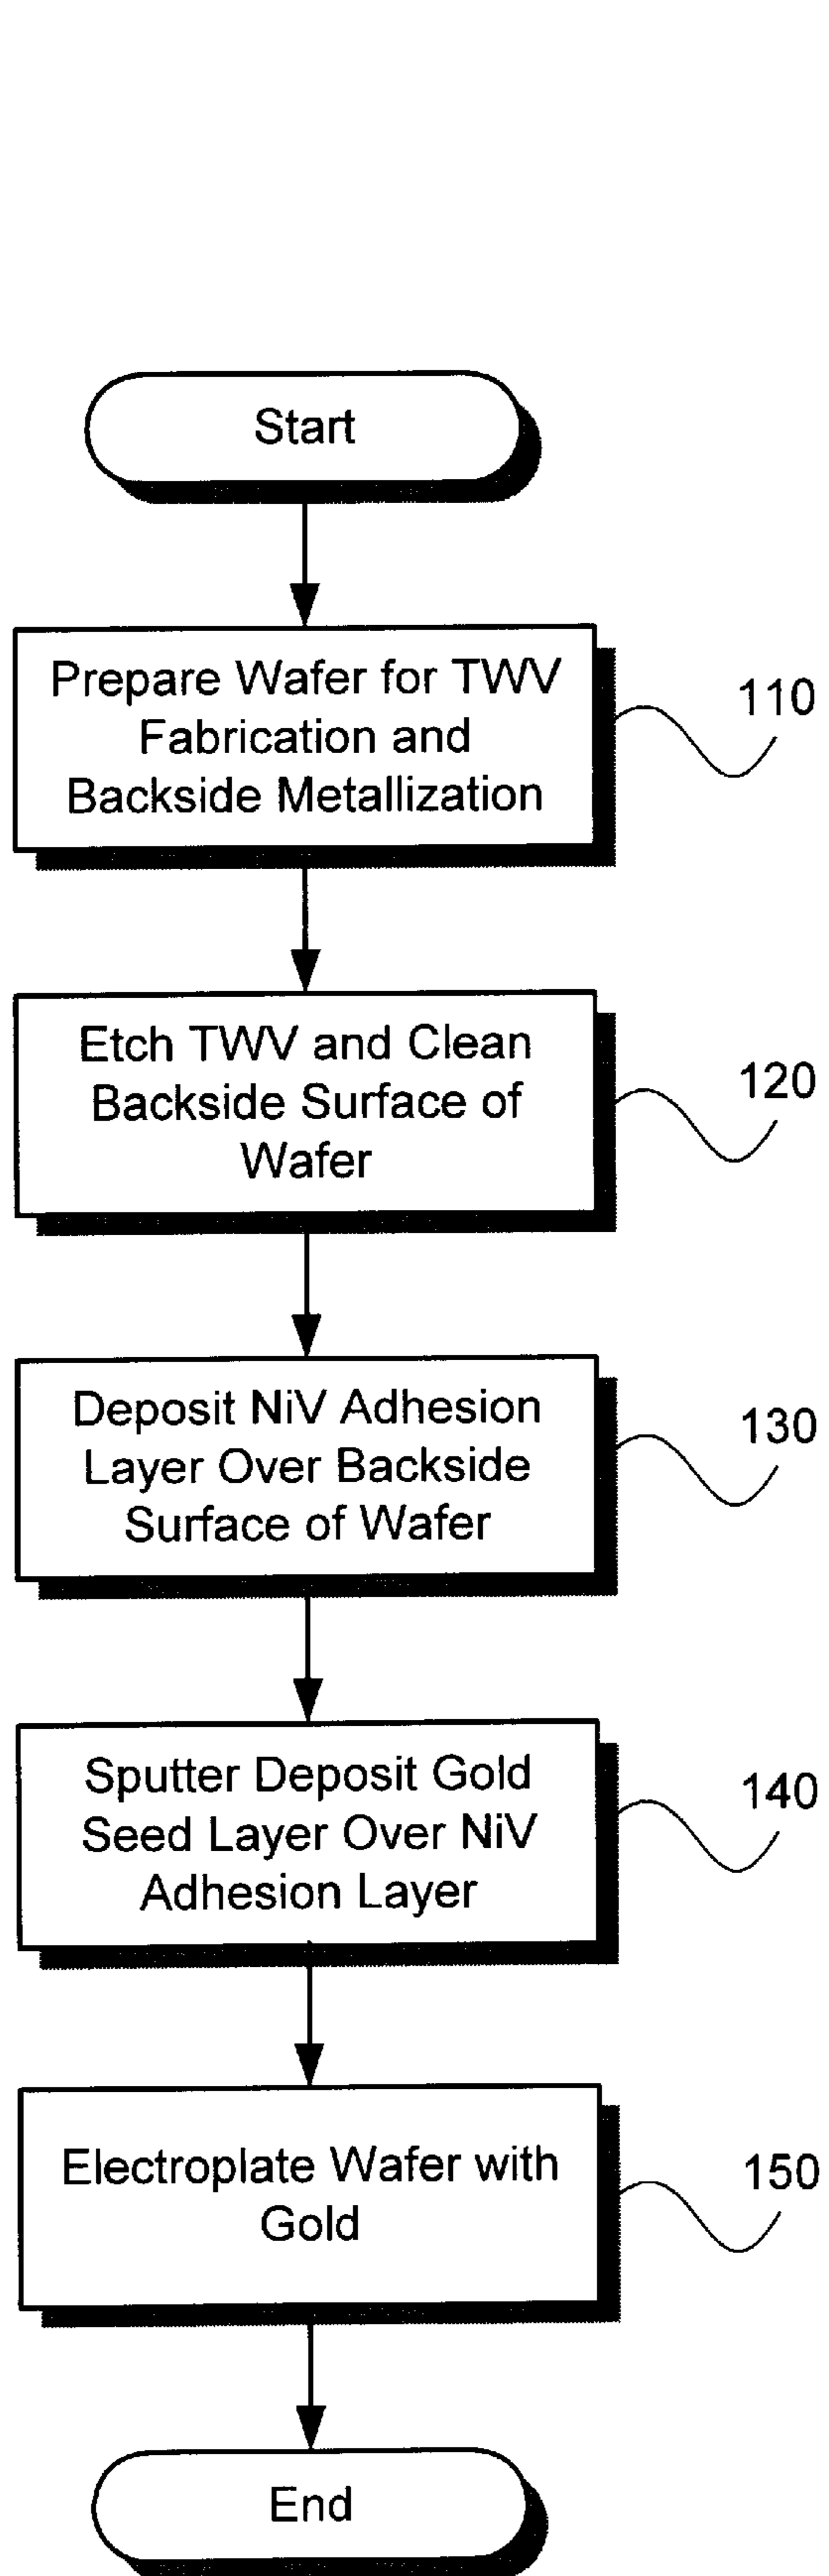 Start
Prepare Wafer for TWV
Fabrication and
Backside Metallization
110
Etch TWV and Clean
Backside Surface of
Wafer
120
Deposit NiV Adhesion
Layer Over Backside
Surface of Wafer
130
Sputter Deposit Gold
Seed Layer Over NiV
Adhesion Layer
140
Electroplate Wafer with
Gold
150
End